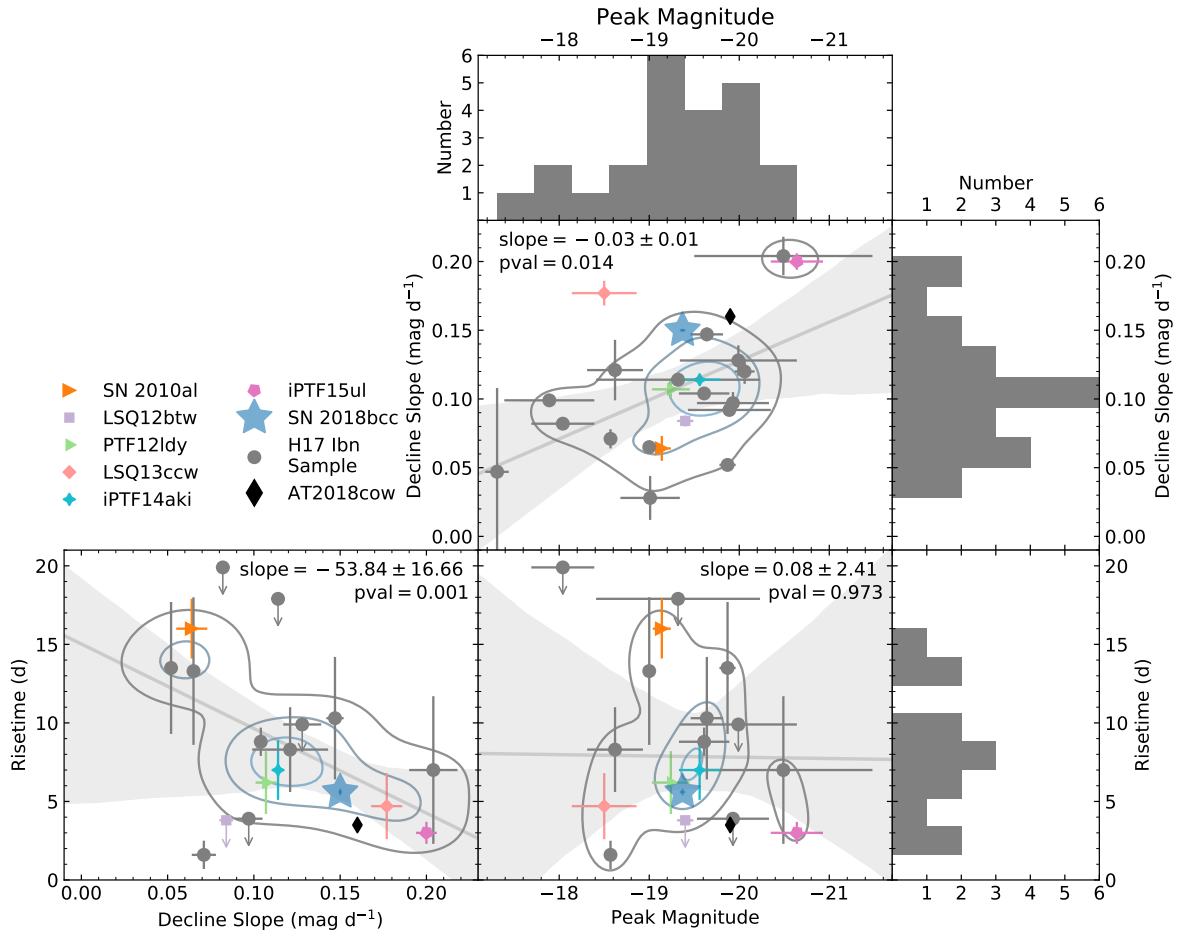 Peak Magnitude
−18 −19 −20 −21
6
5
4
3
2
1
Number
Number
1 2 3 4 5 6
slope = − 0.03 ± 0.01
pval = 0.014
0.20
0.15
0.10
0.05
0.00
Decline Slope (mag d−1)
0.20
0.15
0.10
0.05
0.00
Decline Slope (mag d−1)
SN 2010al
LSQ12btw
PTF12ldy
LSQ13ccw
iPTF14aki
iPTF15ul
SN 2018bcc
H17 Ibn
Sample
AT2018cow
slope = − 53.84 ± 16.66
pval = 0.001
slope = 0.08 ± 2.41
pval = 0.973
20
15
10
5
0
Risetime (d)
20
15
10
5
0
Risetime (d)
0.00 0.05 0.10 0.15 0.20
Decline Slope (mag d−1)
−18 −19 −20 −21
Peak Magnitude
1 2 3 4 5 6